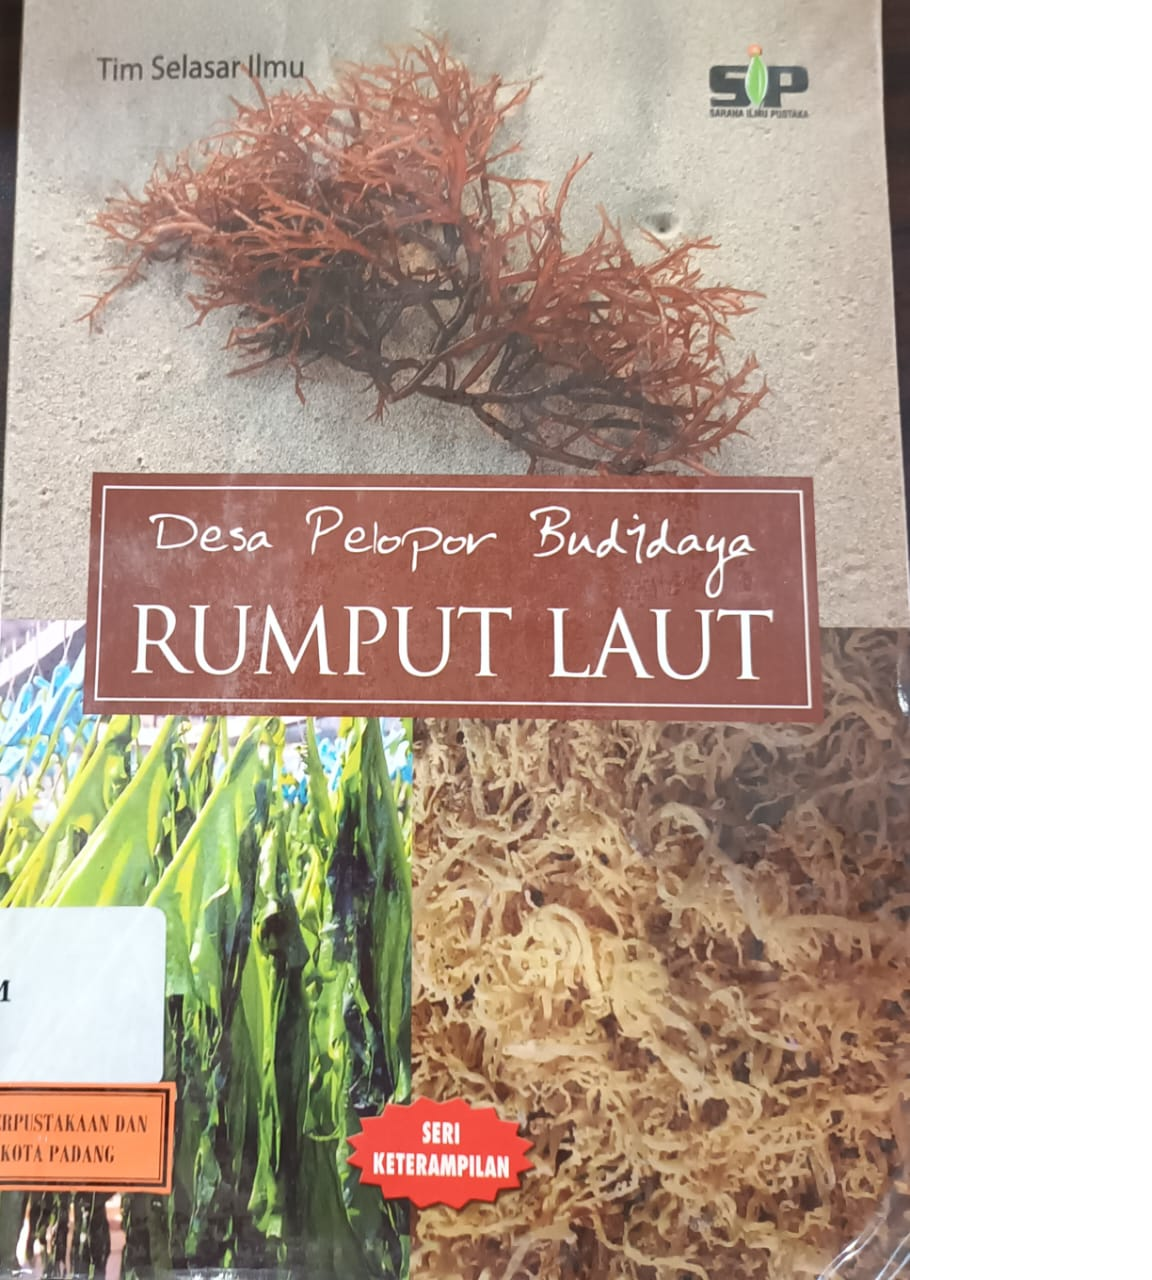 Tim Selasar Ilmu
SIP
SARANA ILMU PUSTAKA
Desa Pelopor Budidaya
RUMPUT LAUT
M
ERPUSTAKAAN DAN
KOTA PADANG
SERI
KETERAMPILAN